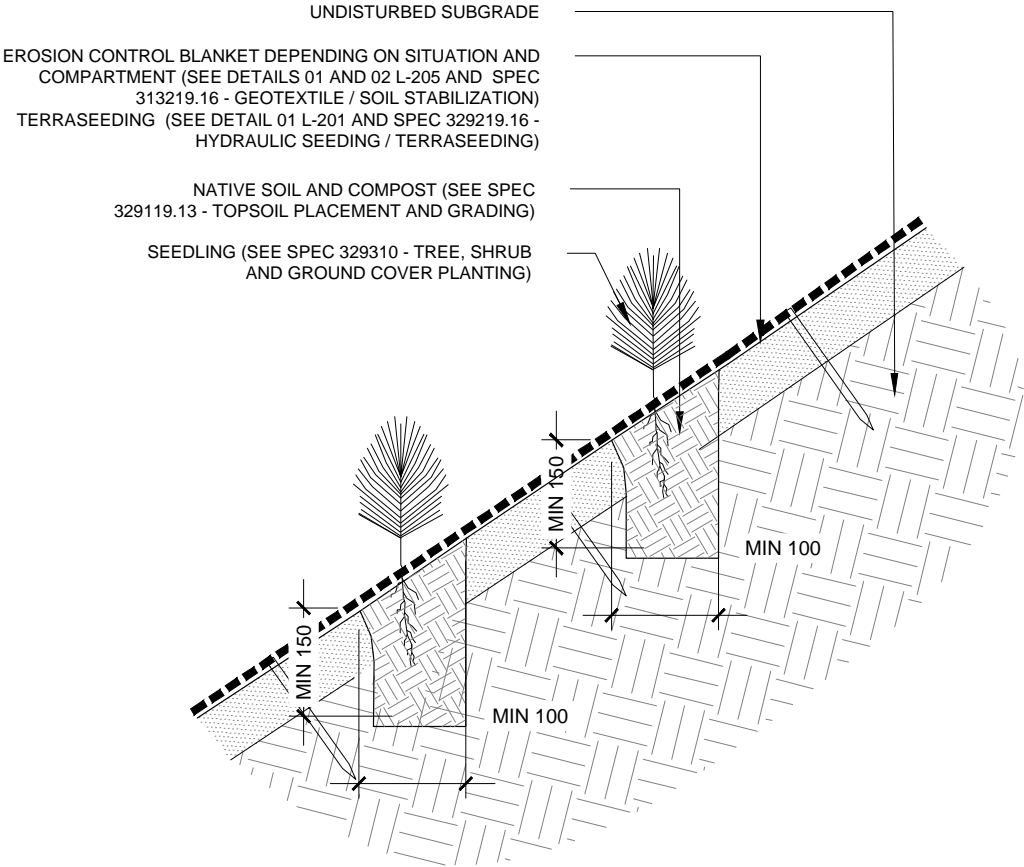 UNDISTURBED SUBGRADE
EROSION CONTROL BLANKET DEPENDING ON SITUATION AND
COMPARTMENT (SEE DETAILS 01 AND 02 L-205 AND SPEC
313219.16 - GEOTEXTILE / SOIL STABILIZATION)
TERRASEEDING (SEE DETAIL 01 L-201 AND SPEC 329219.16 -
HYDRAULIC SEEDING / TERRASEEDING)
NATIVE SOIL AND COMPOST (SEE SPEC
329119.13 - TOPSOIL PLACEMENT AND GRADING)
SEEDLING (SEE SPEC 329310 - TREE, SHRUB
AND GROUND COVER PLANTING)
MIN 150
MIN 100
MIN 150
MIN 100